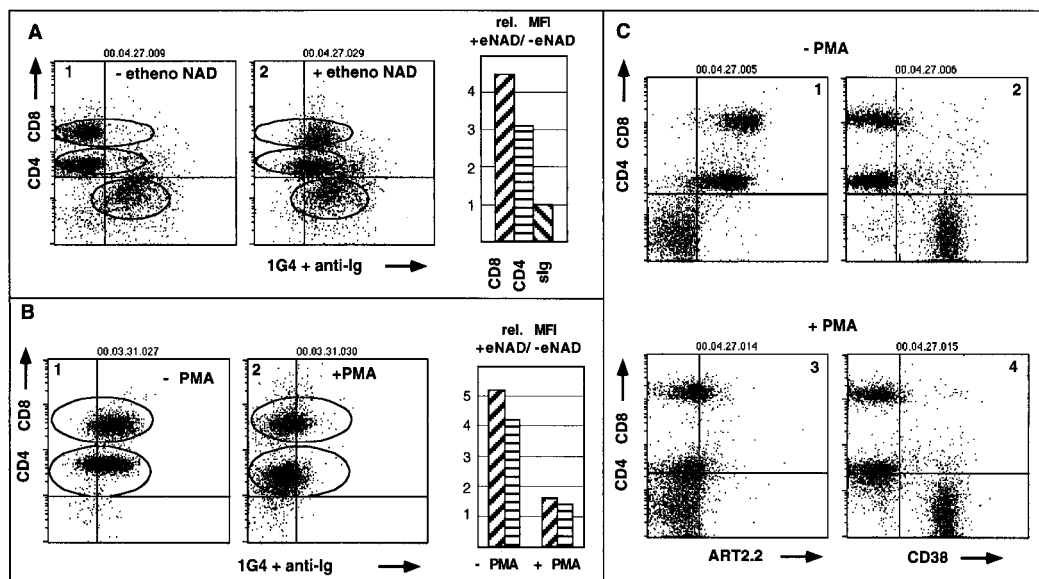 A
00.04.27.009
1
- etheno NAD
00.04.27.029
2
+ etheno NAD
CD4 CD8
1G4 + anti-Ig
rel. MFI
+eNAD/ -eNAD
4
3
2
1
CD8
CD4
sIg
B
00.03.31.027
1
- PMA
00.03.31.030
2
+PMA
CD4 CD8
1G4 + anti-Ig
rel. MFI
+eNAD/ -eNAD
5
4
3
2
1
- PMA + PMA
C
- PMA
00.04.27.005
1
00.04.27.006
2
CD4 CD8
+ PMA
00.04.27.014
3
00.04.27.015
4
CD4 CD8
ART2.2
CD38